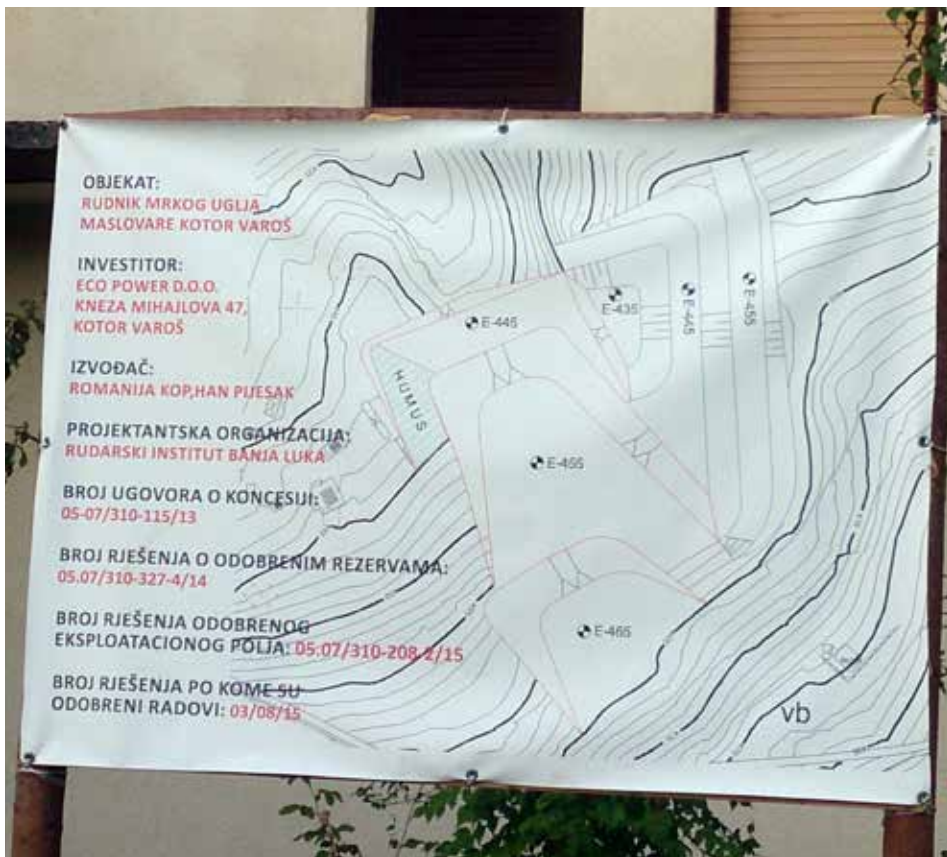 OBJEKAT:
RUDNIK MRKOG UGLJA
MASLOVARE KOTOR VAROŠ
INVESTITOR:
ECO POWER D.O.O.
KNEZA MIHAJLOVA 47,
KOTOR VAROŠ
IZVOĐAČ:
ROMANIJA KOP,HAN PIJESAK
PROJEKTANTSKA ORGANIZACIJA:
RUDARSKI INSTITUT BANJA LUKA
BROJ UGOVORA O KONCESIJI:
05-07/310-115/13
BROJ RJEŠENJA O ODOBRENIM REZERVAMA:
05.07/310-327-4/14
BROJ RJEŠENJA ODOBRENOG
EKSPLOATACIONOG POLJA: 05.07/310-208-2/15
BROJ RJEŠENJA PO KOME SU
ODOBRENI RADOVI: 03/08/15
E-445
E-435
E-445
E-455
HUMUS
E-455
E-465
vb